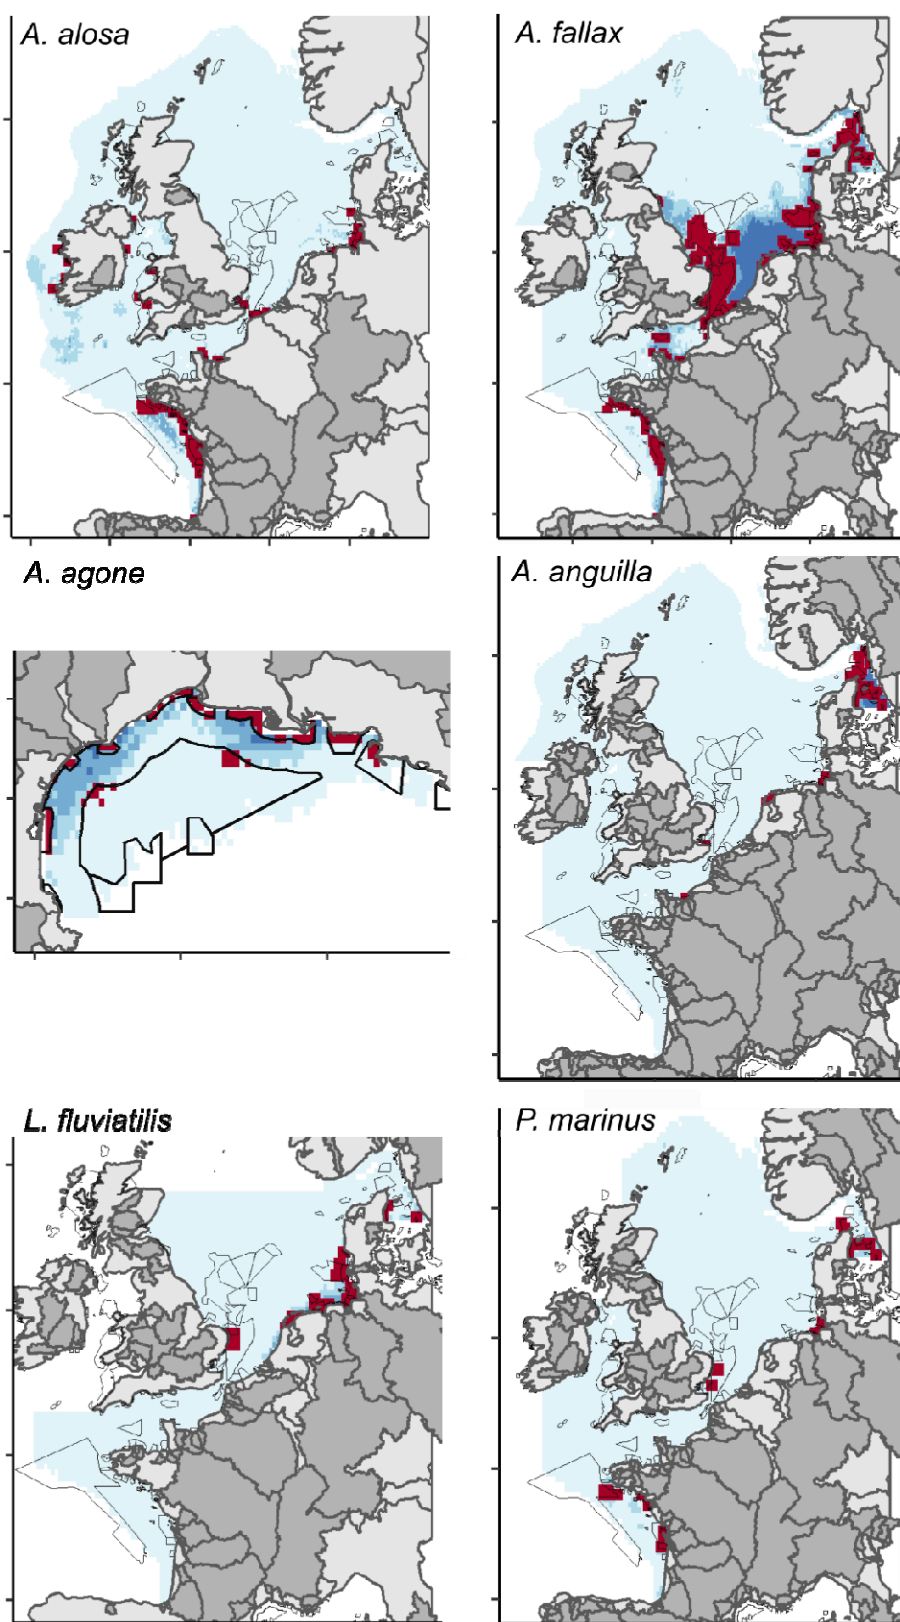 A. alosa
A. fallax
A. agone
A. anguilla
L. fluviatilis
P. marinus